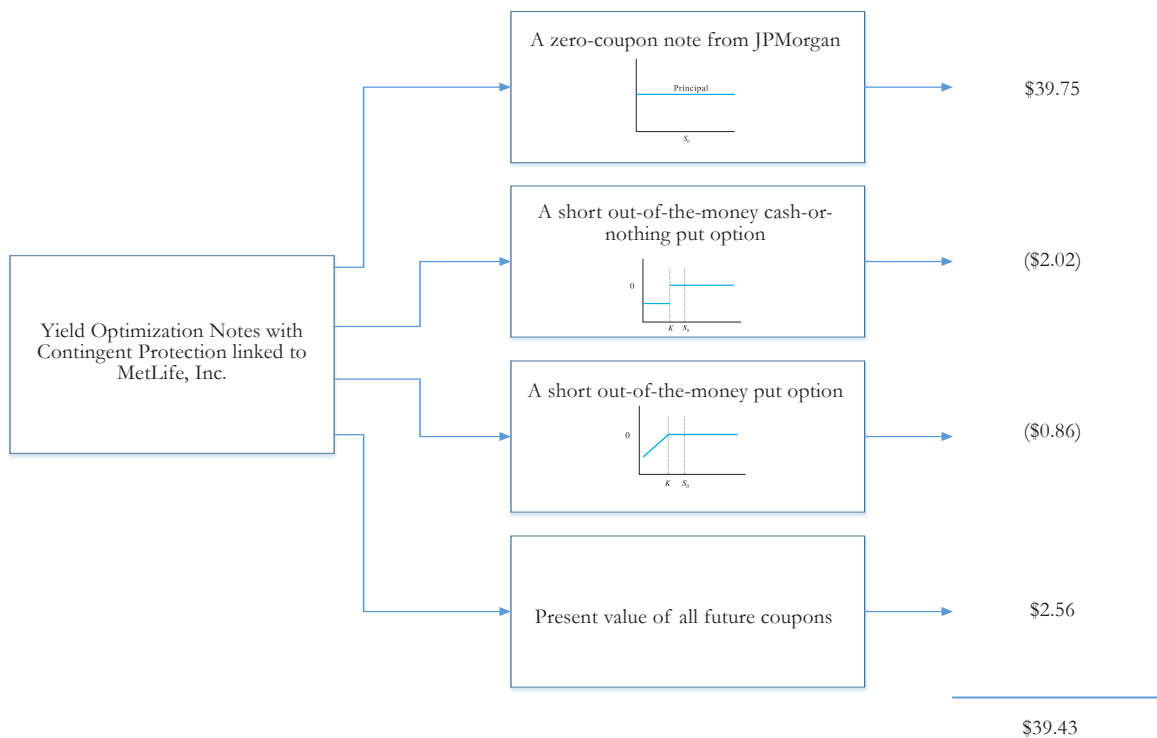 A zero-coupon note from JPMorgan
Principal
S₀
$39.75
A short out-of-the-money cash-or-
nothing put option
0
K
S₀
($2.02)
Yield Optimization Notes with
Contingent Protection linked to
MetLife, Inc.
A short out-of-the-money put option
0
K
S₀
($0.86)
Present value of all future coupons
$2.56
$39.43